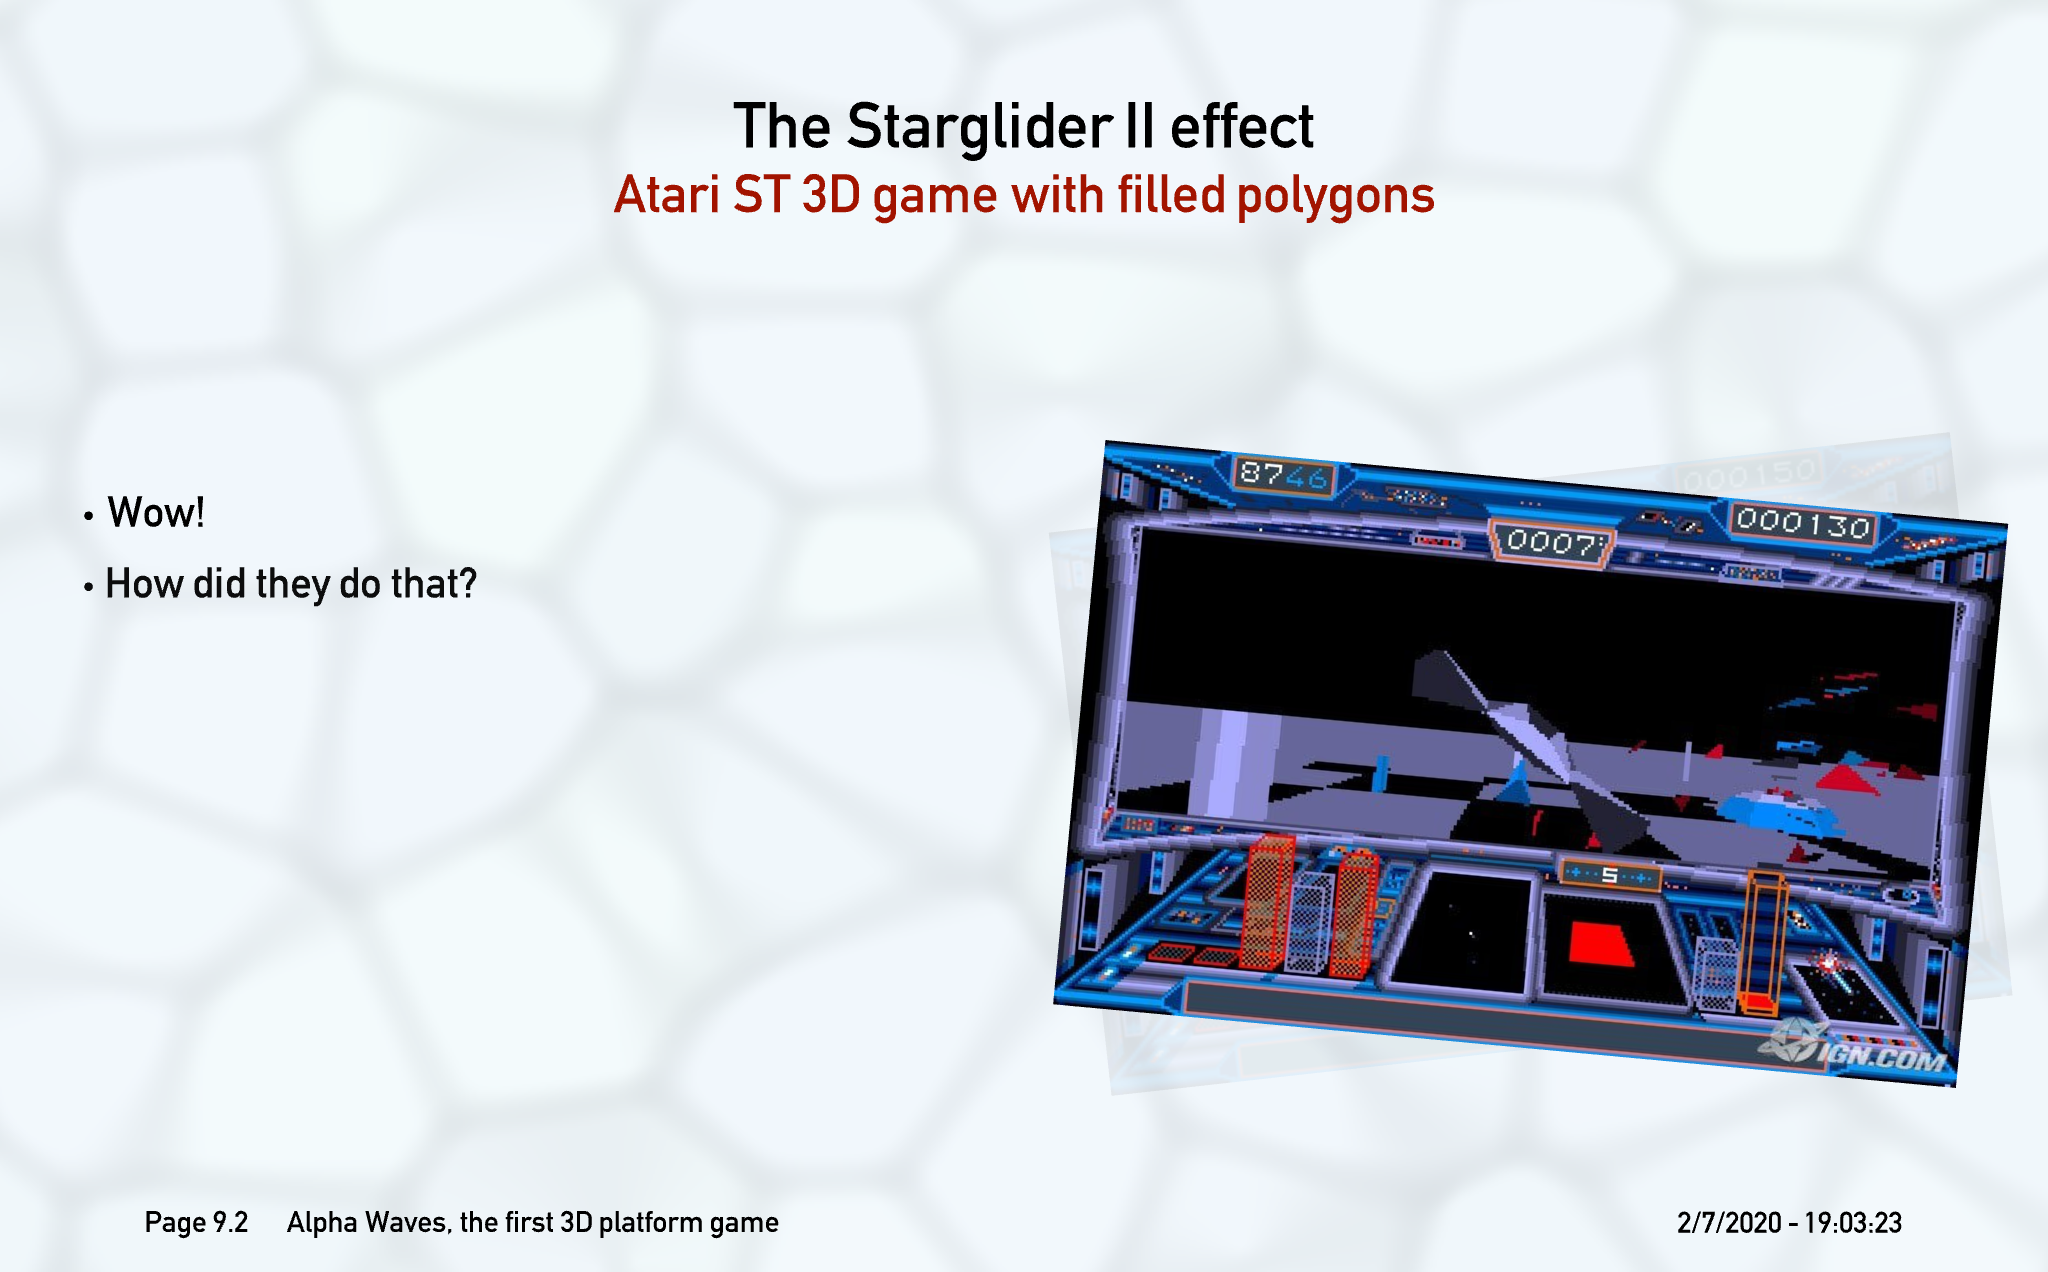 The Starglider II effect
Atari ST 3D game with filled polygons
• Wow!
• How did they do that?
8746
000150
000130
0007
5
IGN.COM
Page 9.2 Alpha Waves, the first 3D platform game
2/7/2020 - 19:03:23